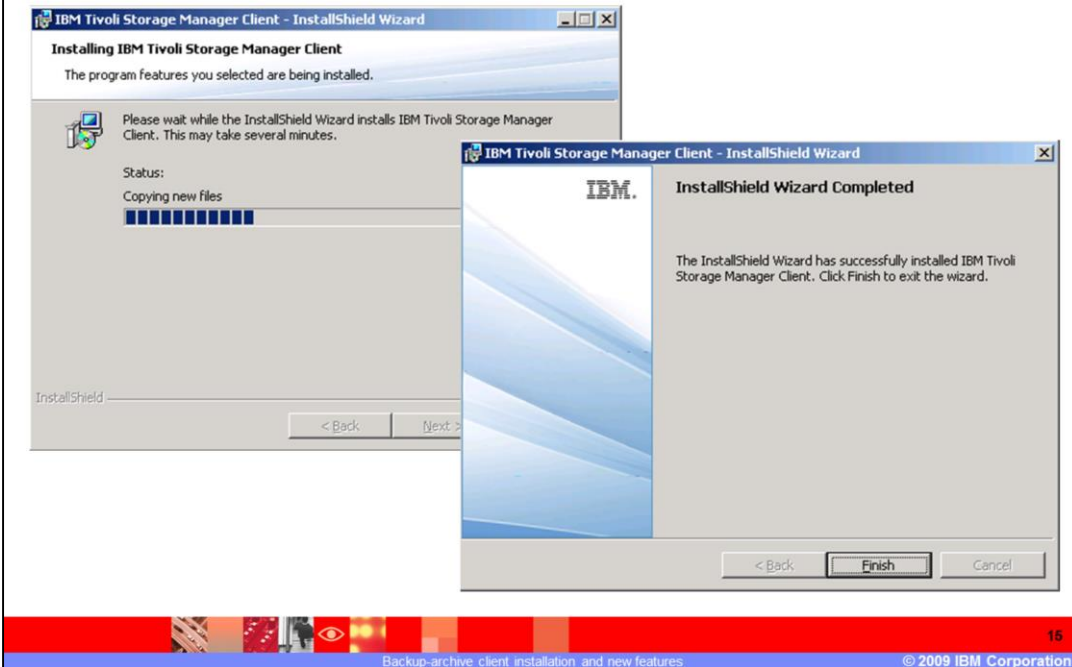 IBM Tivoli Storage Manager Client - InstallShield Wizard
Installing IBM Tivoli Storage Manager Client
The program features you selected are being installed.
Please wait while the InstallShield Wizard installs IBM Tivoli Storage Manager
Client. This may take several minutes.
Status:
Copying new files
InstallShield
< Back
Next >
IBM Tivoli Storage Manager Client - InstallShield Wizard
IBM.
InstallShield Wizard Completed
The InstallShield Wizard has successfully installed IBM Tivoli
Storage Manager Client. Click Finish to exit the wizard.
< Back
Finish
Cancel
15
Backup-archive client installation and new features
© 2009 IBM Corporation